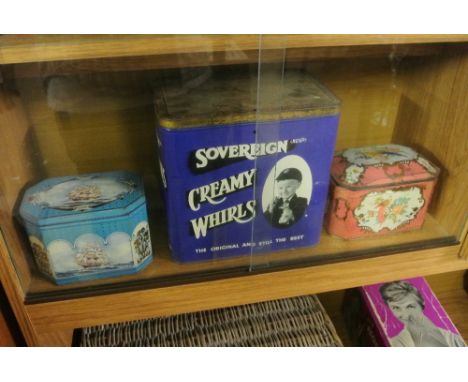 SOVEREIGN
CREAMY
WHIRLS
THE ORIGINAL AND STILL THE BEST